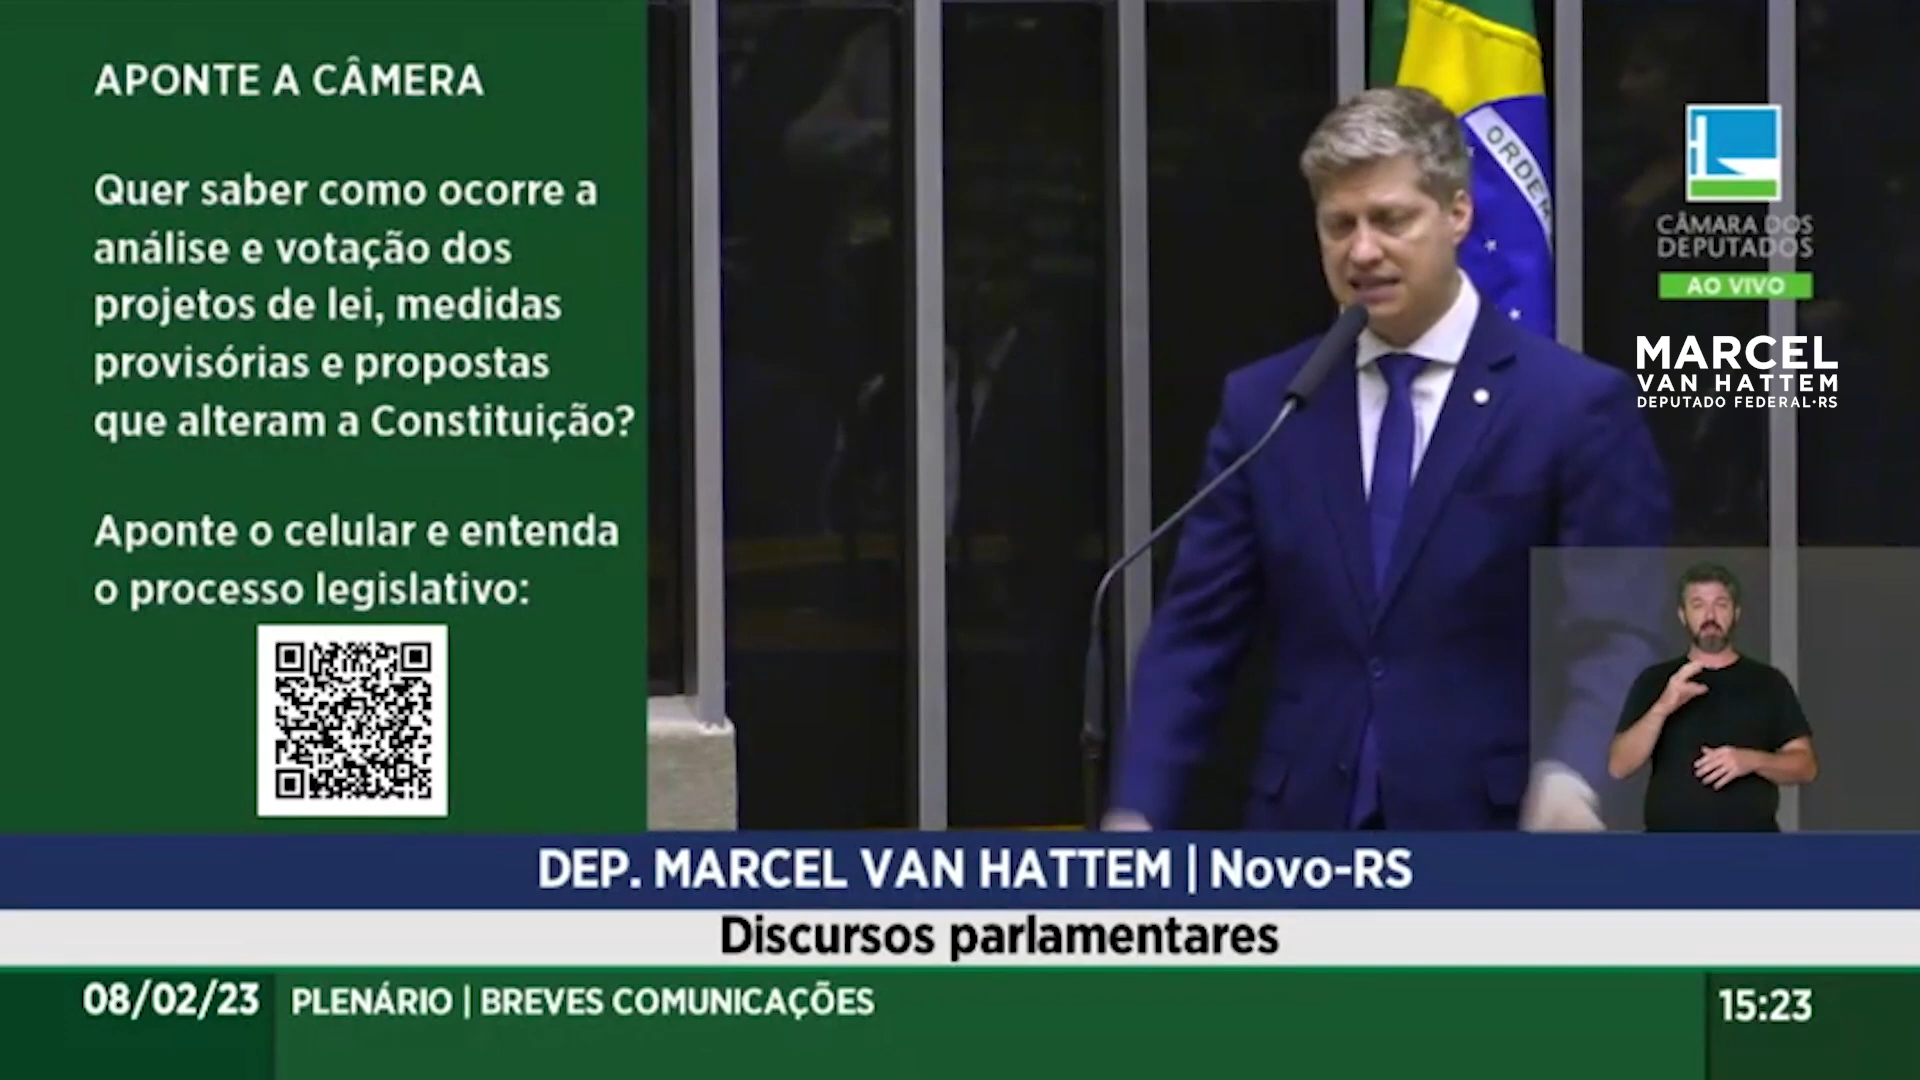 APONTE A CÂMERA
Quer saber como ocorre a
análise e votação dos
projetos de lei, medidas
provisórias e propostas
que alteram a Constituição?
Aponte o celular e entenda
o processo legislativo:
ORDEM
CÂMARA DOS
DEPUTADOS
AO VIVO
MARCEL
VAN HATTEM
DEPUTADO FEDERAL·RS
DEP. MARCEL VAN HATTEM | Novo-RS
Discursos parlamentares
08/02/23 PLENÁRIO | BREVES COMUNICAÇÕES 15:23